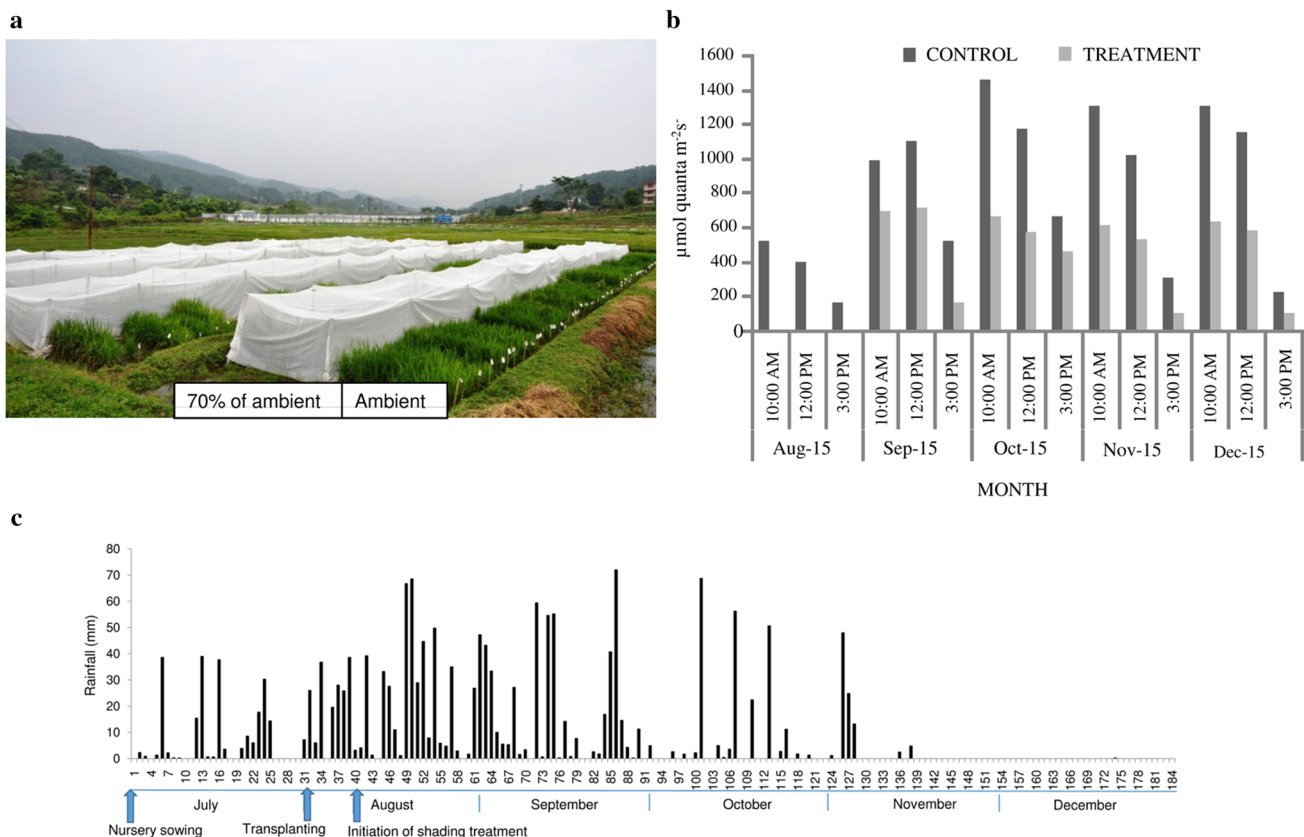 a
70% of ambient
Ambient
b
CONTROL
TREATMENT
µmol quanta m⁻²s⁻
1600
1400
1200
1000
800
600
400
200
0
10:00 AM
12:00 PM
3:00 PM
10:00 AM
12:00 PM
3:00 PM
10:00 AM
12:00 PM
3:00 PM
10:00 AM
12:00 PM
3:00 PM
10:00 AM
12:00 PM
3:00 PM
Aug-15 Sep-15 Oct-15 Nov-15 Dec-15
MONTH
c
Rainfall (mm)
80
70
60
50
40
30
20
10
0
1 4 7 10 13 16 19 22 25 28 31 34 37 40 43 46 49 52 55 58 61 64 67 70 73 76 79 82 85 88 91 94 97 100 103 106 109 112 115 118 121 124 127 130 133 136 139 142 145 148 151 154 157 160 163 166 169 172 175 178 181 184
July August September October November December
Nursery sowing Transplanting Initiation of shading treatment